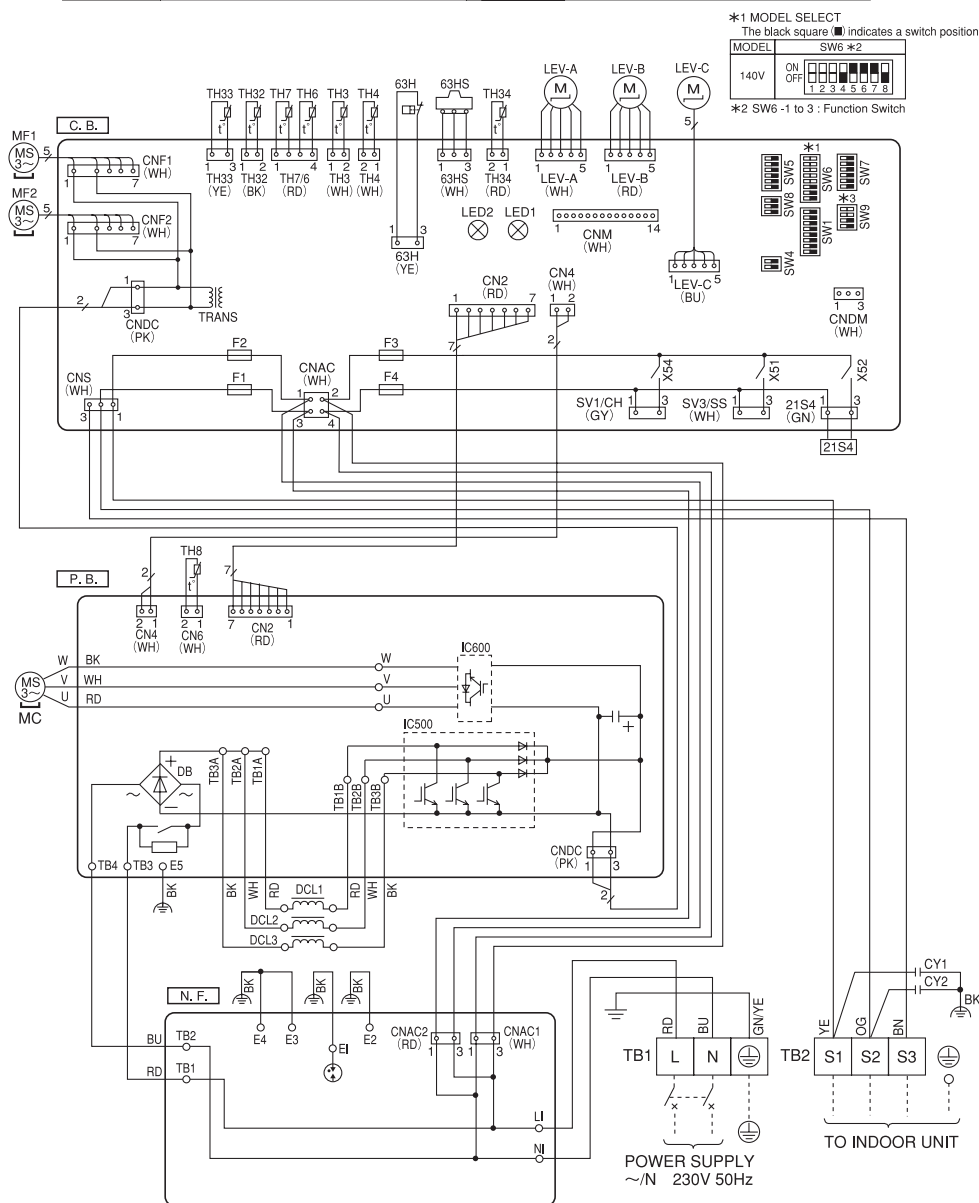 *1 MODEL SELECT
The black square (■) indicates a switch position.
MODEL SW6 *2
140V ON OFF 1 2 3 4 5 6 7 8
*2 SW6 -1 to 3 : Function Switch
C. B.
MF1 MS 3~ 5
CNF1 (WH) 1 7
MF2 MS 3~ 5
CNF2 (WH) 1 7
TH33 TH32 TH7 TH6 TH3 TH4 63H 63HS TH34 LEV-A LEV-B LEV-C
t° t° t° t° t° t° M M M
5
1 3 1 2 1 4 1 3 2 1 1 3 1 2 1 5 1 5
TH33 (YE)
TH32 (BK)
TH7/6 (RD)
TH3 (WH)
TH4 (WH)
63HS (WH)
TH34 (RD)
LEV-A (WH)
LEV-B (RD)
1 3
63H (YE)
LED2 LED1
1 14
CNM (WH)
1 5
LEV-C (BU)
*1
SW5 SW6 SW7
SW8 *3
SW1 SW9
SW4
1 3
CNDM (WH)
2 1 3
CNDC (PK)
TRANS
CN2 (RD) 1 7
7
CN4 (WH) 1 2
2
F2 F3
F1 F4
CNS (WH) 3 1
CNAC (WH) 1 2 3 4
X54 X51 X52
SV1/CH (GY) 1 3
SV3/SS (WH) 1 3
21S4 (GN) 1 3
21S4
P. B.
2 TH8 t° 7
2 1 2 1 7 1
CN4 (WH)
CN6 (WH)
CN2 (RD)
MS 3~
MC
W BK W
V WH V
U RD U
IC600
IC500
+
+ DB
~ ~
—
TB3A TB2A TB1A
TB1B TB2B TB3B
CNDC (PK) 1 3
2
TB4 TB3 E5
BK
BK WH RD DCL1 RD WH BK
DCL2
DCL3
N. F.
BK BK BK
E4 E3 EI E2
CNAC2 (RD) 1 3
CNAC1 (WH) 1 3
BU TB2
RD TB1
LI
NI
RD BU GN/YE
TB1 L N
POWER SUPPLY
~/N 230V 50Hz
YE OG BN
CY1
CY2
BK
TB2 S1 S2 S3
TO INDOOR UNIT